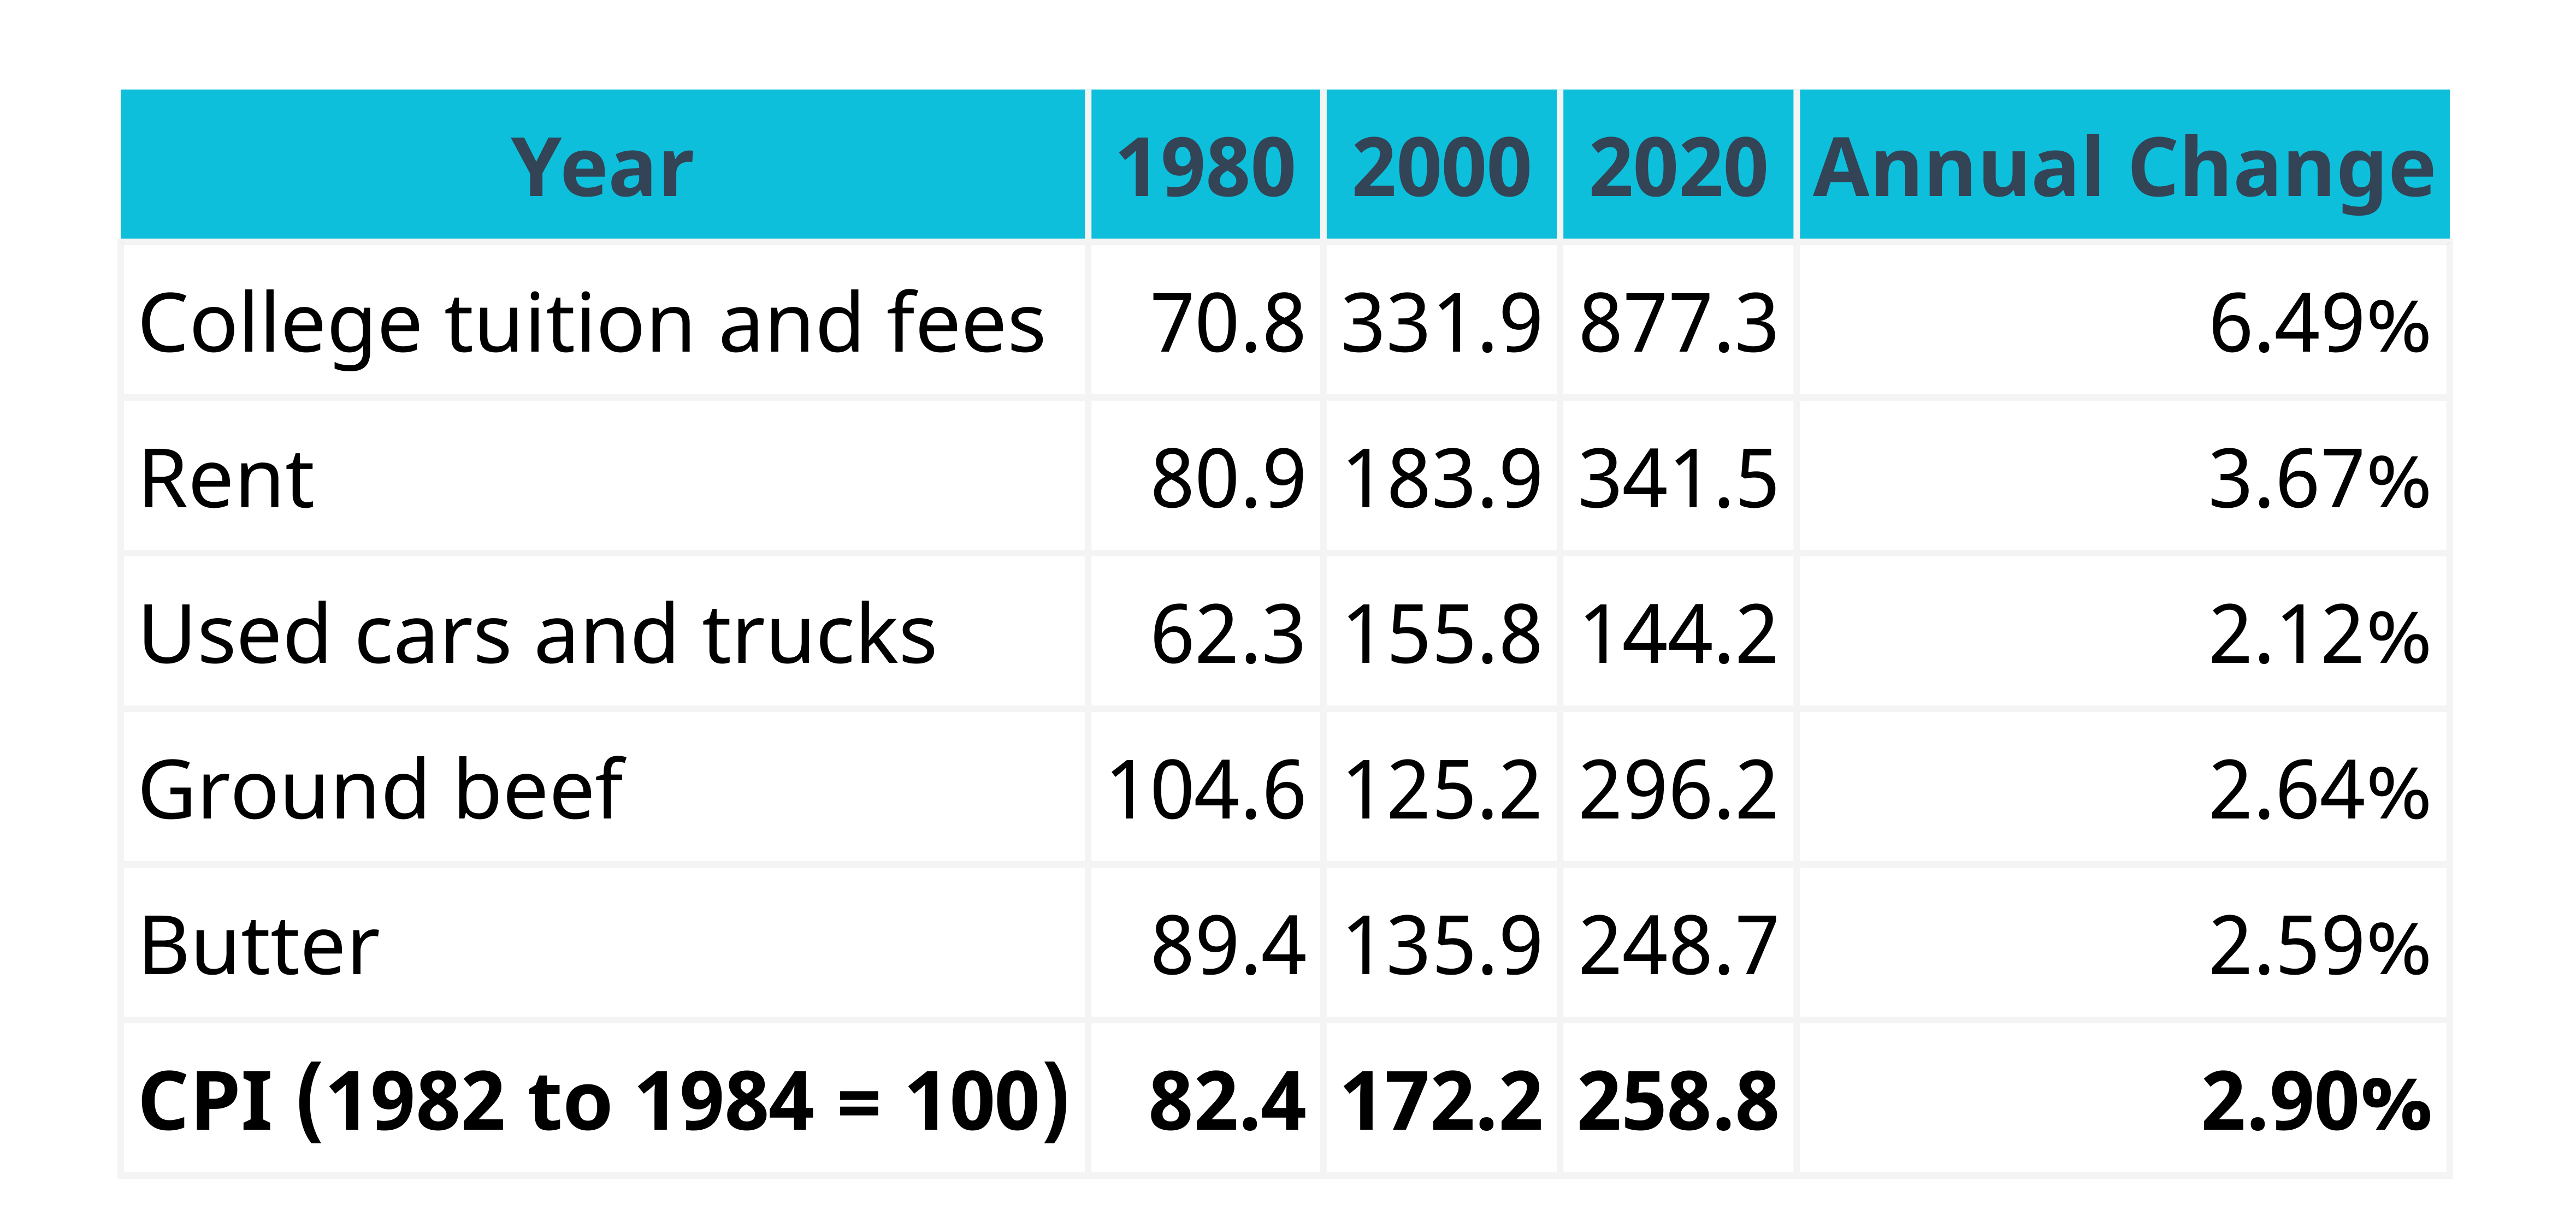 Year 1980 2000 2020 Annual Change
College tuition and fees 70.8 331.9 877.3 6.49%
Rent 80.9 183.9 341.5 3.67%
Used cars and trucks 62.3 155.8 144.2 2.12%
Ground beef 104.6 125.2 296.2 2.64%
Butter 89.4 135.9 248.7 2.59%
CPI (1982 to 1984 = 100) 82.4 172.2 258.8 2.90%